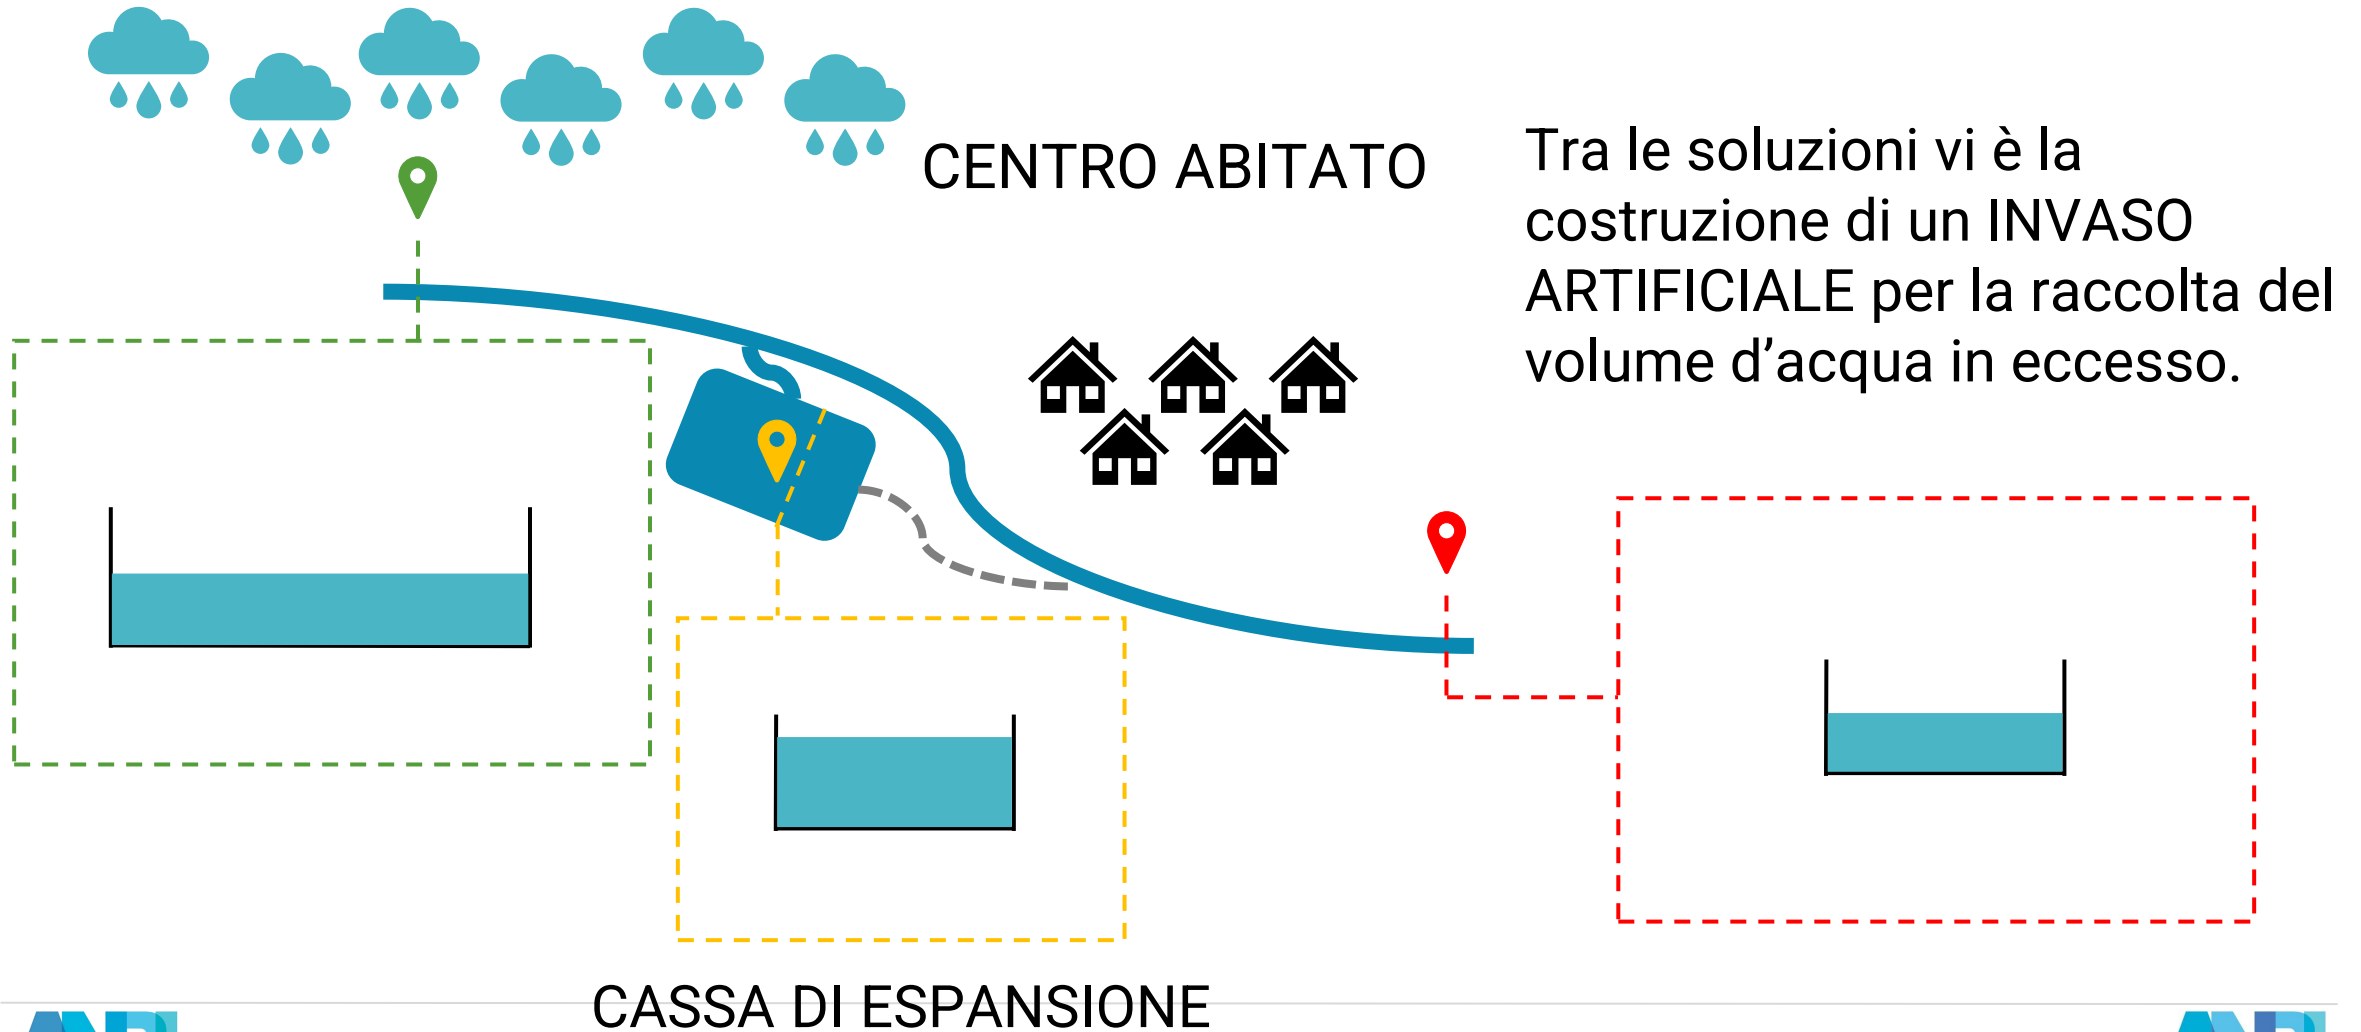 CENTRO ABITATO
Tra le soluzioni vi è la
costruzione di un INVASO
ARTIFICIALE per la raccolta del
volume d’acqua in eccesso.
CASSA DI ESPANSIONE